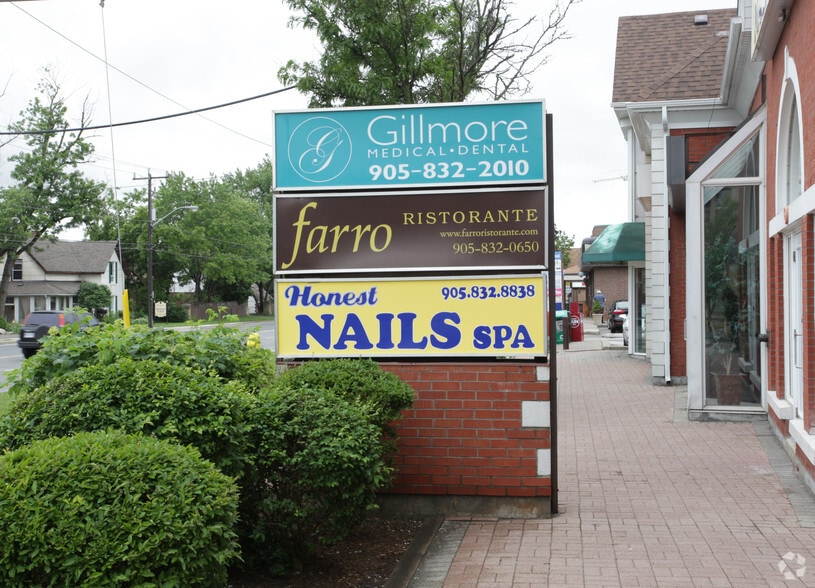 G
Gillmore
MEDICAL • DENTAL
905-832-2010
farro RISTORANTE
www.farroristorante.com
905-832-0650
Honest 905.832.8838
NAILS SPA